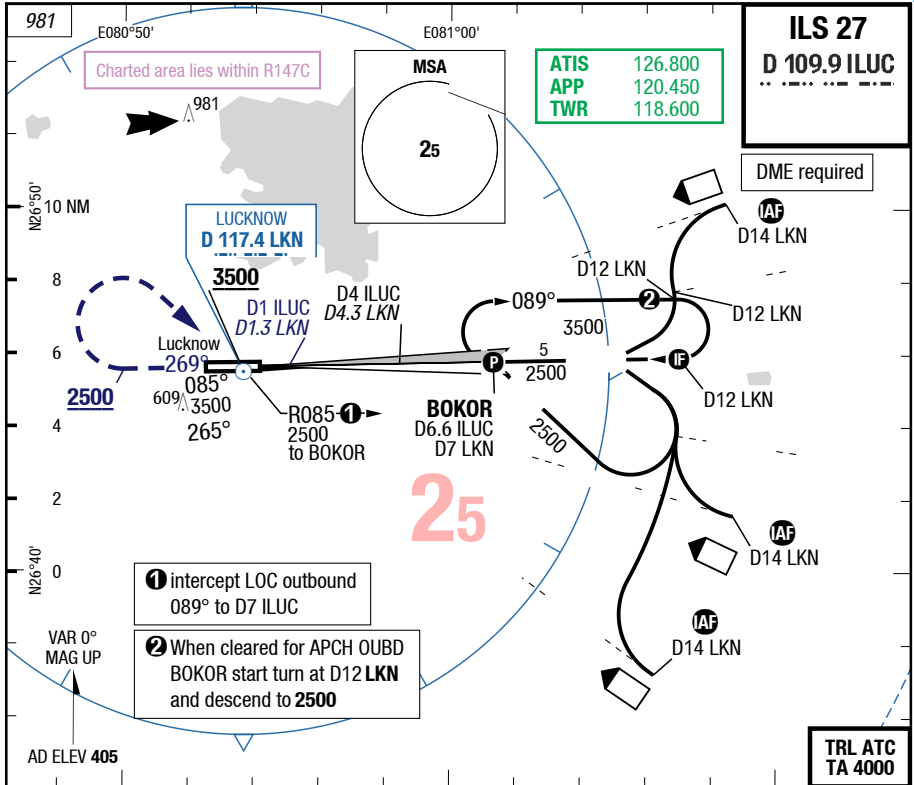 981
E080°50'
E081°00'
ILS 27
D 109.9 ILUC
Charted area lies within R147C
MSA
25
ATIS 126.800
APP 120.450
TWR 118.600
981
DME required
N26°50'
10 NM
IAF
D14 LKN
LUCKNOW
D 117.4 LKN
3500
D12 LKN
8
D1 ILUC
D1.3 LKN
D4 ILUC
D4.3 LKN
089°
2
3500
D12 LKN
Lucknow
6
269°
5
2500
P
IF
D12 LKN
2500
085°
3500
609
265°
R085 1
2500
to BOKOR
BOKOR
D6.6 ILUC
D7 LKN
2500
4
25
2
IAF
D14 LKN
N26°40'
0
1 intercept LOC outbound
089° to D7 ILUC
IAF
D14 LKN
VAR 0°
MAG UP
2 When cleared for APCH OUBD
BOKOR start turn at D12 LKN
and descend to 2500
AD ELEV 405
TRL ATC
TA 4000